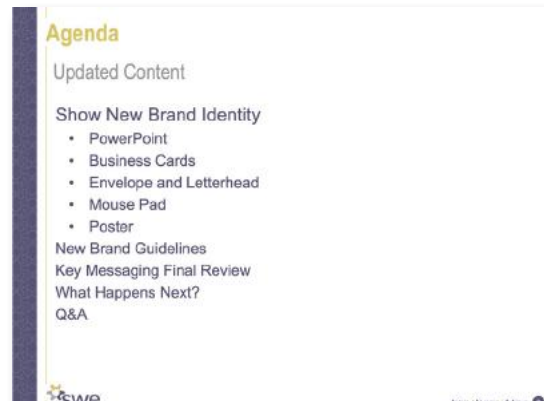 Agenda
Updated Content
Show New Brand Identity
• PowerPoint
• Business Cards
• Envelope and Letterhead
• Mouse Pad
• Poster
New Brand Guidelines
Key Messaging Final Review
What Happens Next?
Q&A
swe